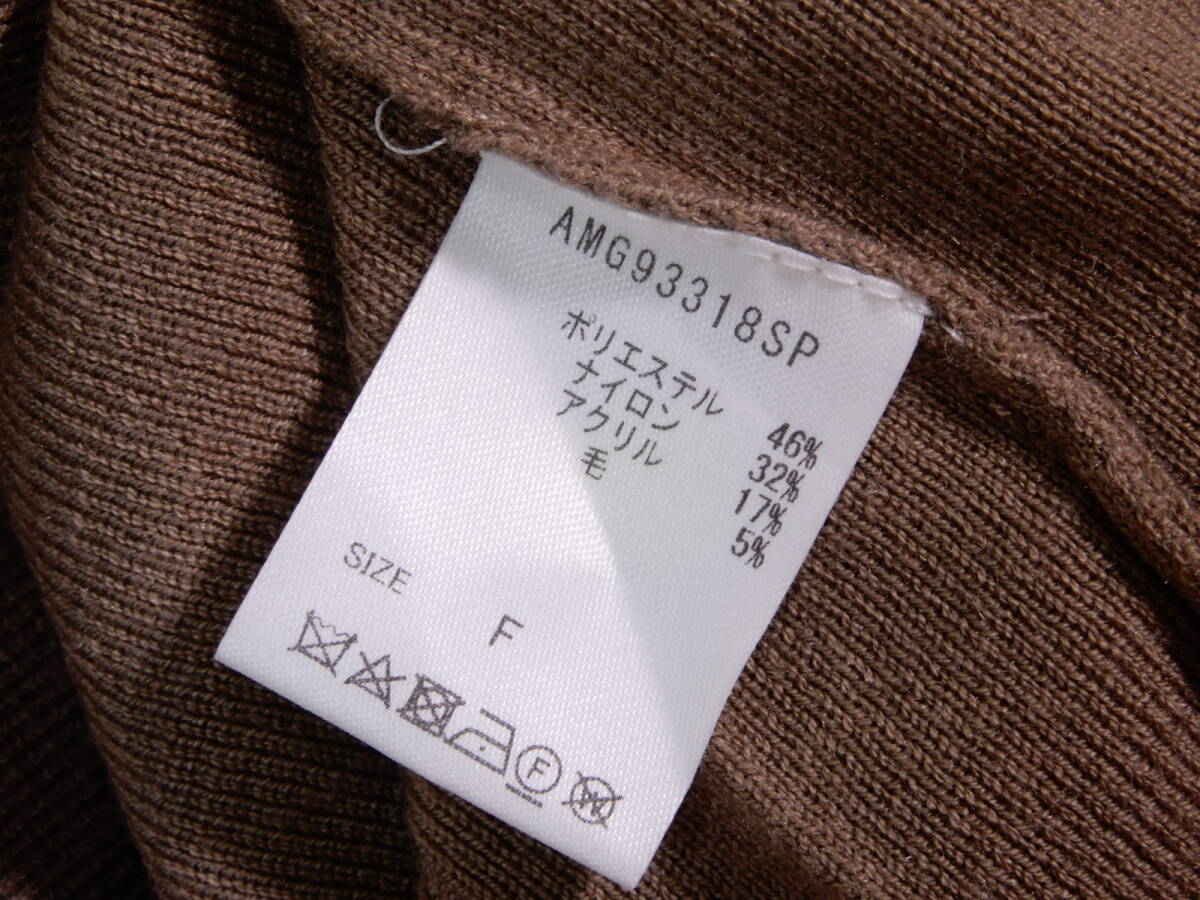 AMG93318SP
ポリエステル 46%
ナイロン 32%
アクリル 17%
毛 5%
SIZE F
F
W